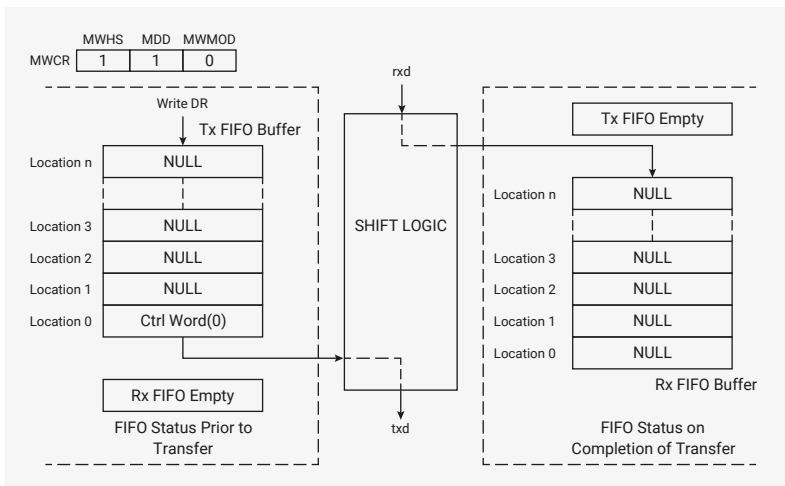 MWHS MDD MWMOD
MWCR 1 1 0
Write DR
Tx FIFO Buffer
Location n NULL
Location 3 NULL
Location 2 NULL
Location 1 NULL
Location 0 Ctrl Word(0)
Rx FIFO Empty
FIFO Status Prior to
Transfer
rxd
SHIFT LOGIC
txd
Tx FIFO Empty
Location n NULL
Location 3 NULL
Location 2 NULL
Location 1 NULL
Location 0 NULL
Rx FIFO Buffer
FIFO Status on
Completion of Transfer